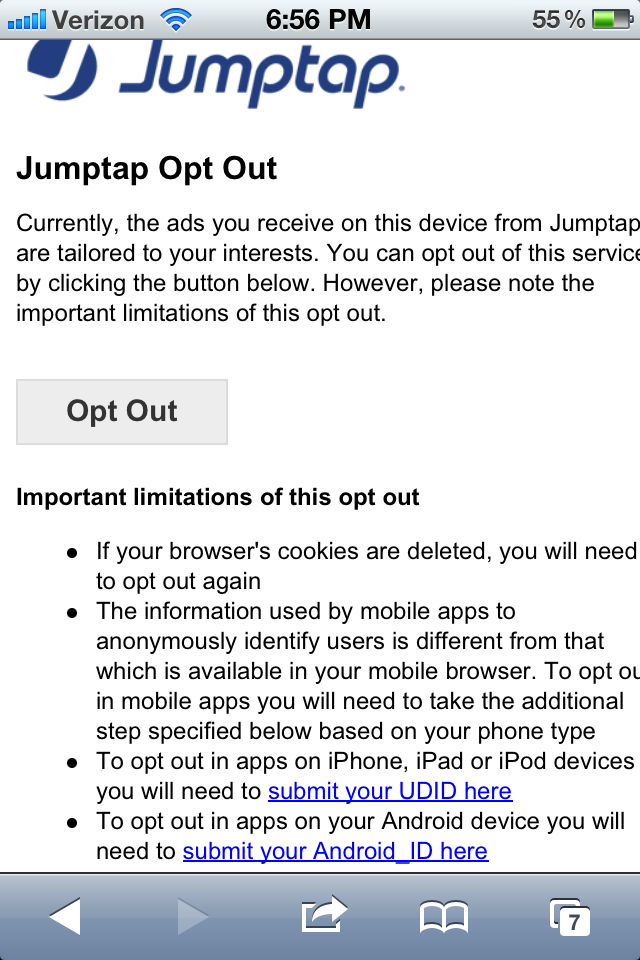 Verizon 6:56 PM 55 %
Jumptap.
Jumptap Opt Out
Currently, the ads you receive on this device from Jumptap
are tailored to your interests. You can opt out of this service
by clicking the button below. However, please note the
important limitations of this opt out.
Opt Out
Important limitations of this opt out
● If your browser's cookies are deleted, you will need
to opt out again
● The information used by mobile apps to
anonymously identify users is different from that
which is available in your mobile browser. To opt ou
in mobile apps you will need to take the additional
step specified below based on your phone type
● To opt out in apps on iPhone, iPad or iPod devices
you will need to submit your UDID here
● To opt out in apps on your Android device you will
need to submit your Android_ID here
7